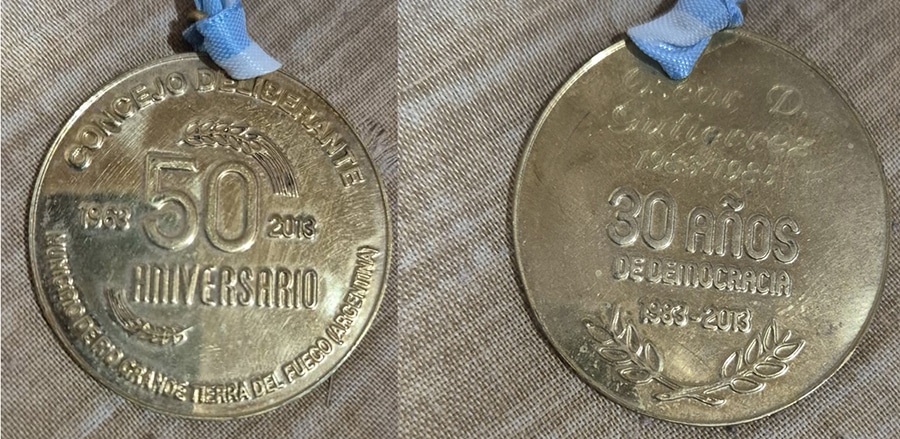 CONCEJO DELIBERANTE
50
1963 2013
ANIVERSARIO
MUNICIPIO DE RIO GRANDE TIERRA DEL FUEGO (ARGENTINA)
D.
Gutierrez
30 AÑOS
DE DEMOCRACIA
1983-2013